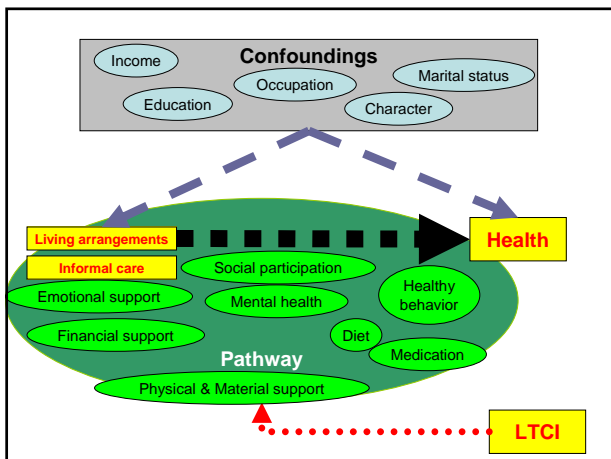 Confoundings
Income
Occupation
Marital status
Education
Character
Living arrangements
Health
Informal care
Social participation
Emotional support
Mental health
Healthy
behavior
Financial support
Diet
Pathway
Medication
Physical & Material support
LTCI